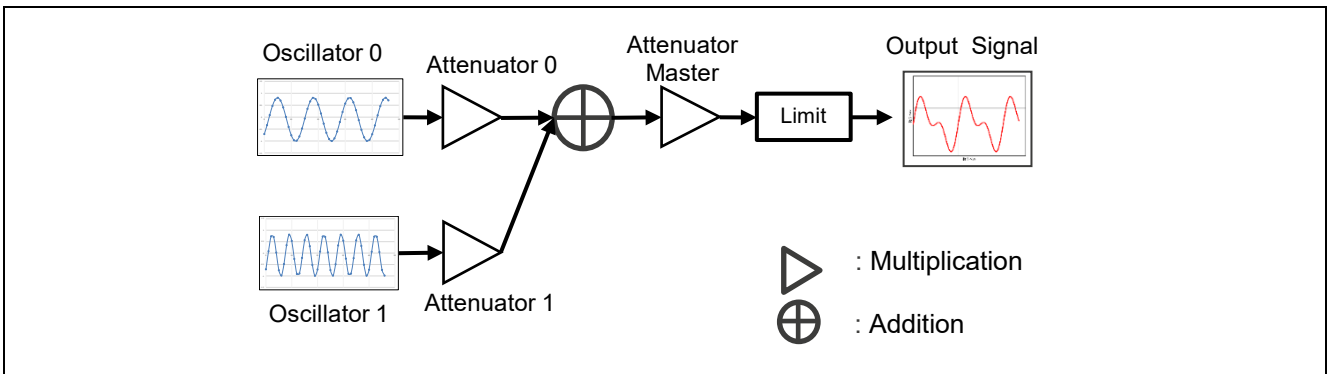 Oscillator 0
Attenuator 0
Attenuator
Master
Output Signal
Limit
Oscillator 1
Attenuator 1
: Multiplication
: Addition